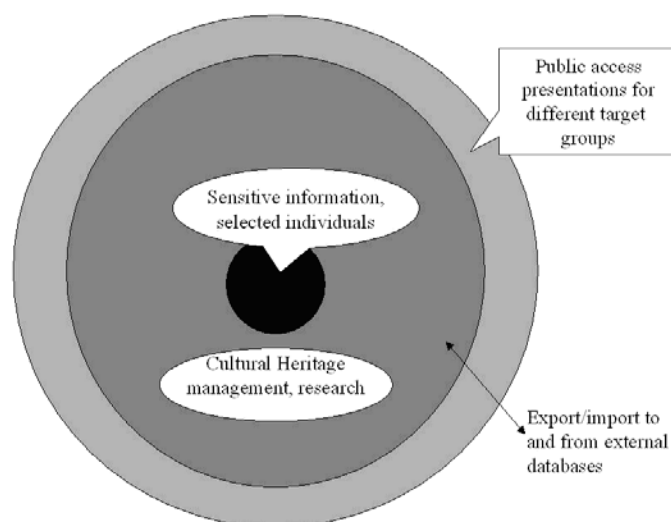 Public access
presentations for
different target
groups
Sensitive information,
selected individuals
Cultural Heritage
management, research
Export/import to
and from external
databases